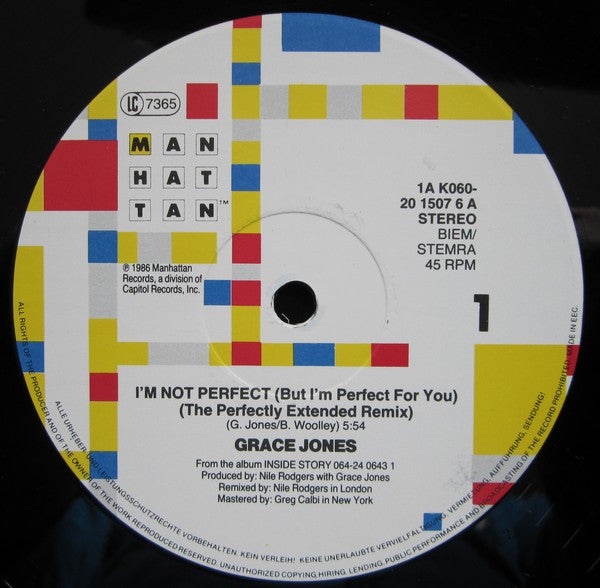 LC 7365
MAN
HAT
TAN™
℗ 1986 Manhattan
Records, a division of
Capitol Records, Inc.
1A K060-
20 1507 6 A
STEREO
BIEM/
STEMRA
45 RPM
1
I'M NOT PERFECT (But I'm Perfect For You)
(The Perfectly Extended Remix)
(G. Jones/B. Woolley) 5:54
GRACE JONES
From the album INSIDE STORY 064-24 0643 1
Produced by: Nile Rodgers with Grace Jones
Remixed by: Nile Rodgers in London
Mastered by: Greg Calbi in New York
ALLE URHEBER- UND LEISTUNGSSCHUTZRECHTE VORBEHALTEN. KEIN VERLEIH! KEINE UNERLAUBTE VERVIELFÄLTIGUNG, VERMIETUNG, AUFFÜHRUNG, SENDUNG!
ALL RIGHTS OF THE PRODUCER AND OF THE OWNER OF THE WORK REPRODUCED RESERVED. UNAUTHORIZED COPYING, HIRING, LENDING, PUBLIC PERFORMANCE AND BROADCASTING OF THE RECORD PROHIBITED. MADE IN EEC.